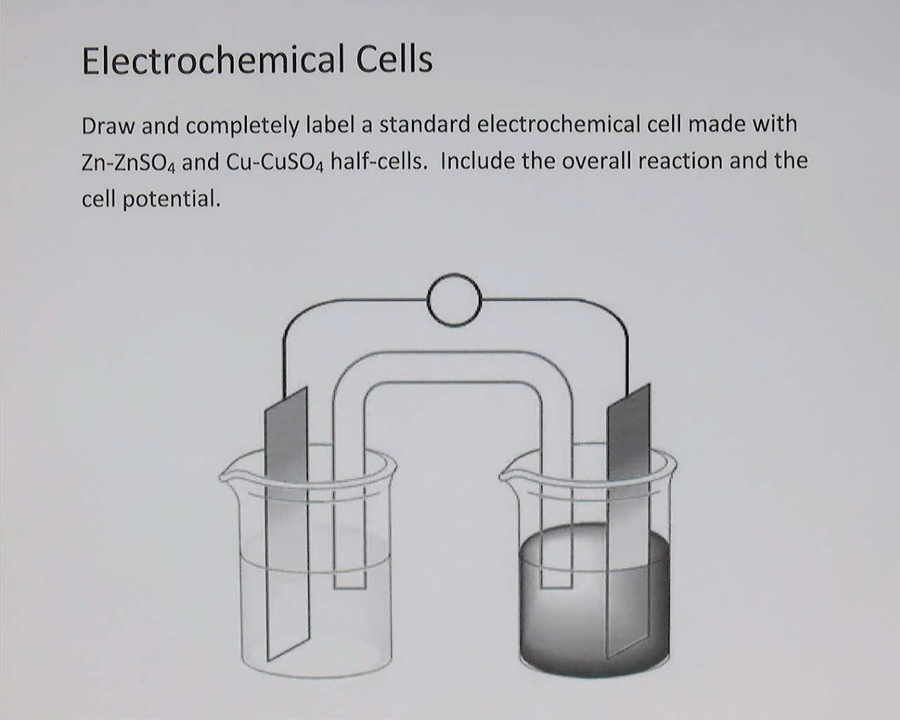 Electrochemical Cells
Draw and completely label a standard electrochemical cell made with
Zn-ZnSO₄ and Cu-CuSO₄ half-cells. Include the overall reaction and the
cell potential.